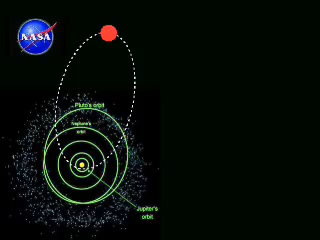 NASA
Pluto's orbit
Neptune's
orbit
Jupiter's
orbit